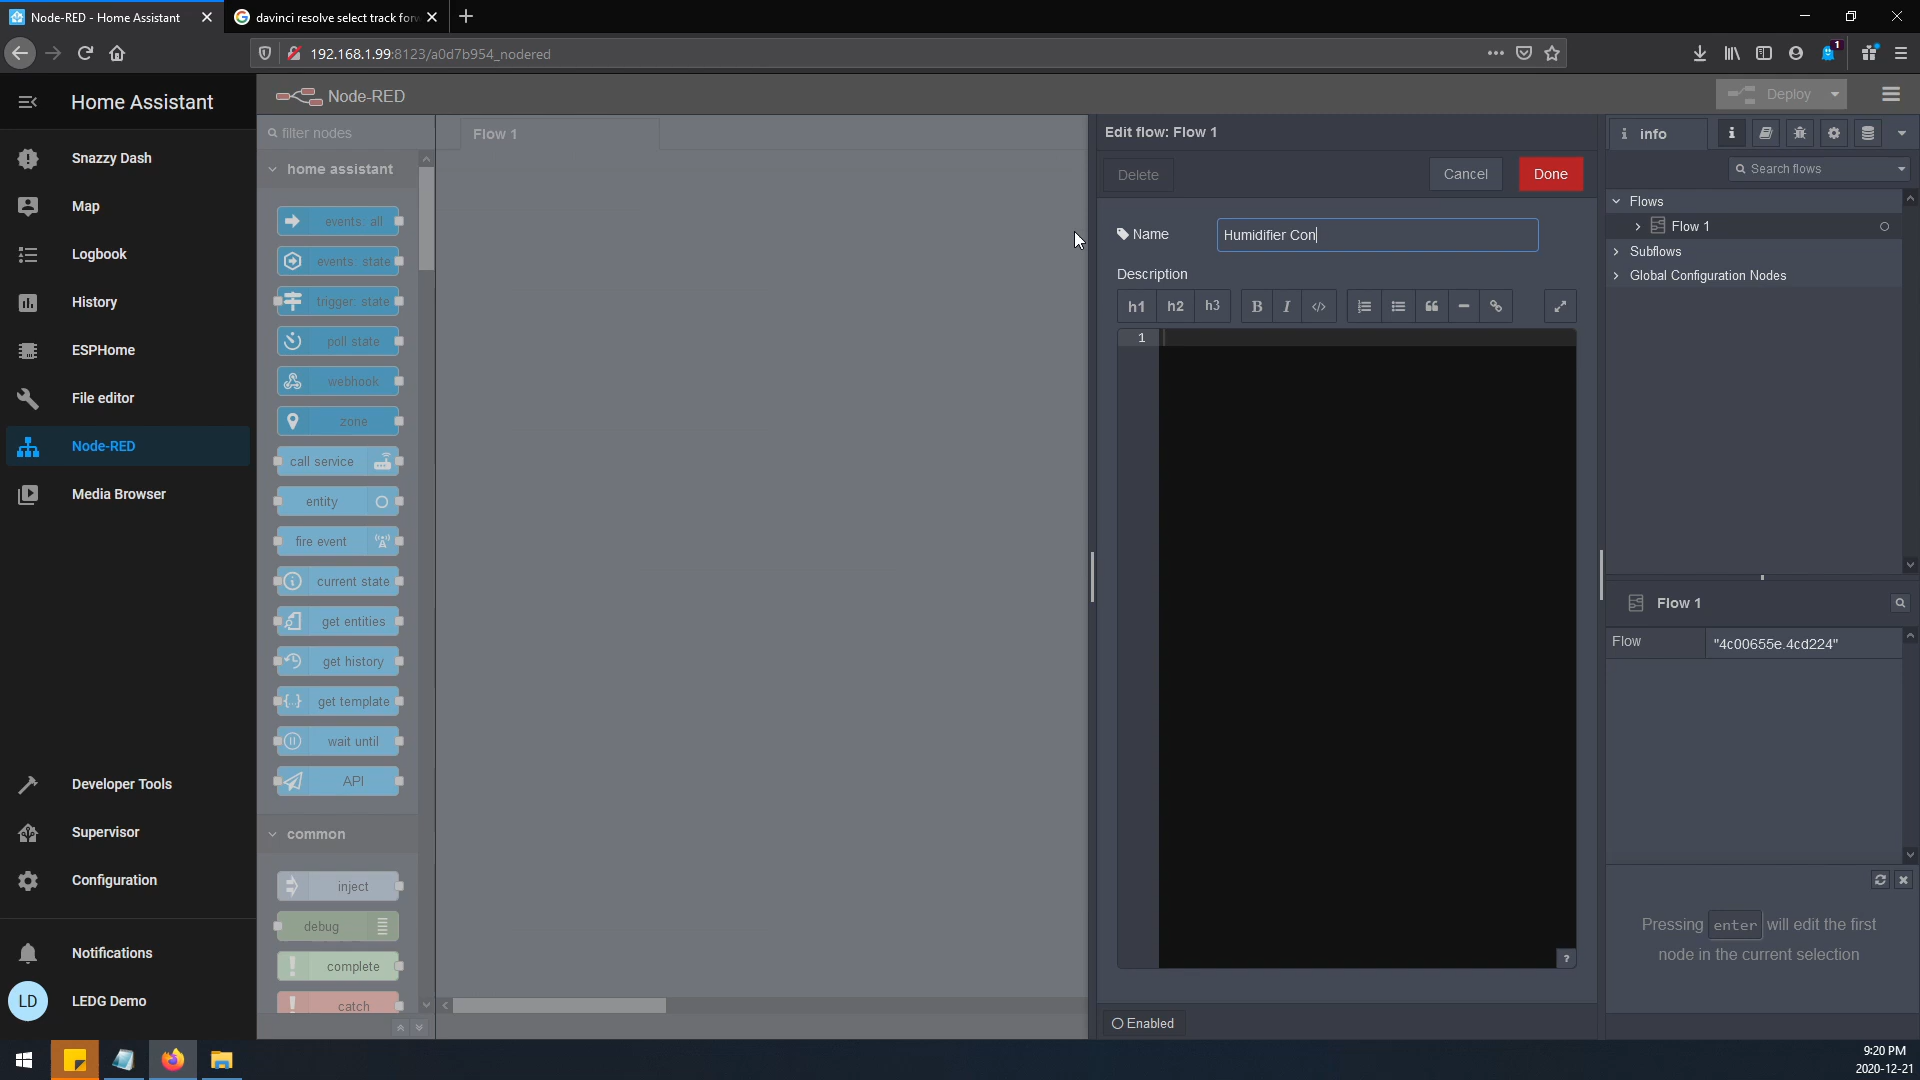 Node-RED - Home Assistant
davinci resolve select track for
192.168.1.99:8123/a0d7b954_nodered
1
Home Assistant
Node-RED
Deploy
Snazzy Dash
Map
Logbook
History
ESPHome
File editor
Node-RED
Media Browser
Developer Tools
Supervisor
Configuration
Notifications
LD
LEDG Demo
filter nodes
home assistant
events: all
events: state
trigger: state
poll state
webhook
zone
call service
entity
fire event
current state
get entities
get history
get template
wait until
API
common
inject
debug
complete
catch
Flow 1
Edit flow: Flow 1
Delete
Cancel
Done
Name
Humidifier Con
Description
h1 h2 h3 B I </>
1
?
Enabled
i info
i
Search flows
Flows
Flow 1
Subflows
Global Configuration Nodes
Flow 1
Flow
"4c00655e.4cd224"
Pressing enter will edit the first
node in the current selection
9:20 PM
2020-12-21